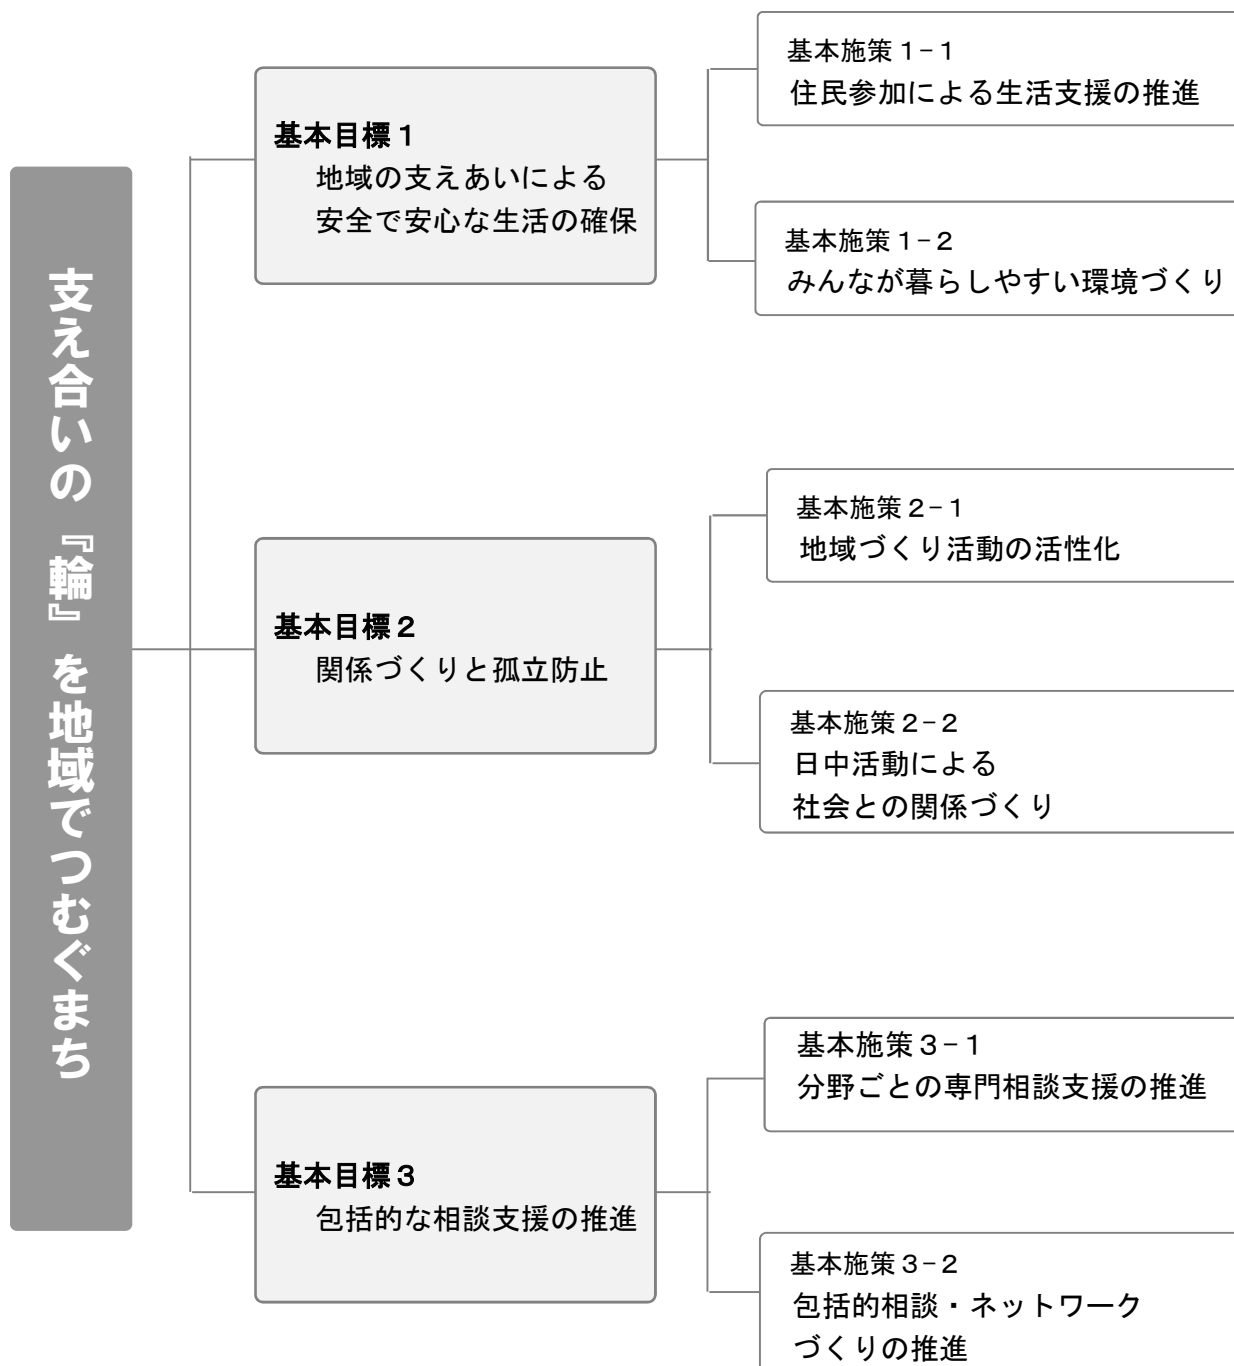 支え合いの『輪』を地域でつむぐまち
基本目標１
地域の支えあいによる
安全で安心な生活の確保
基本施策１−１
住民参加による生活支援の推進
基本施策１−２
みんなが暮らしやすい環境づくり
基本目標２
関係づくりと孤立防止
基本施策２−１
地域づくり活動の活性化
基本施策２−２
日中活動による
社会との関係づくり
基本目標３
包括的な相談支援の推進
基本施策３−１
分野ごとの専門相談支援の推進
基本施策３−２
包括的相談・ネットワーク
づくりの推進